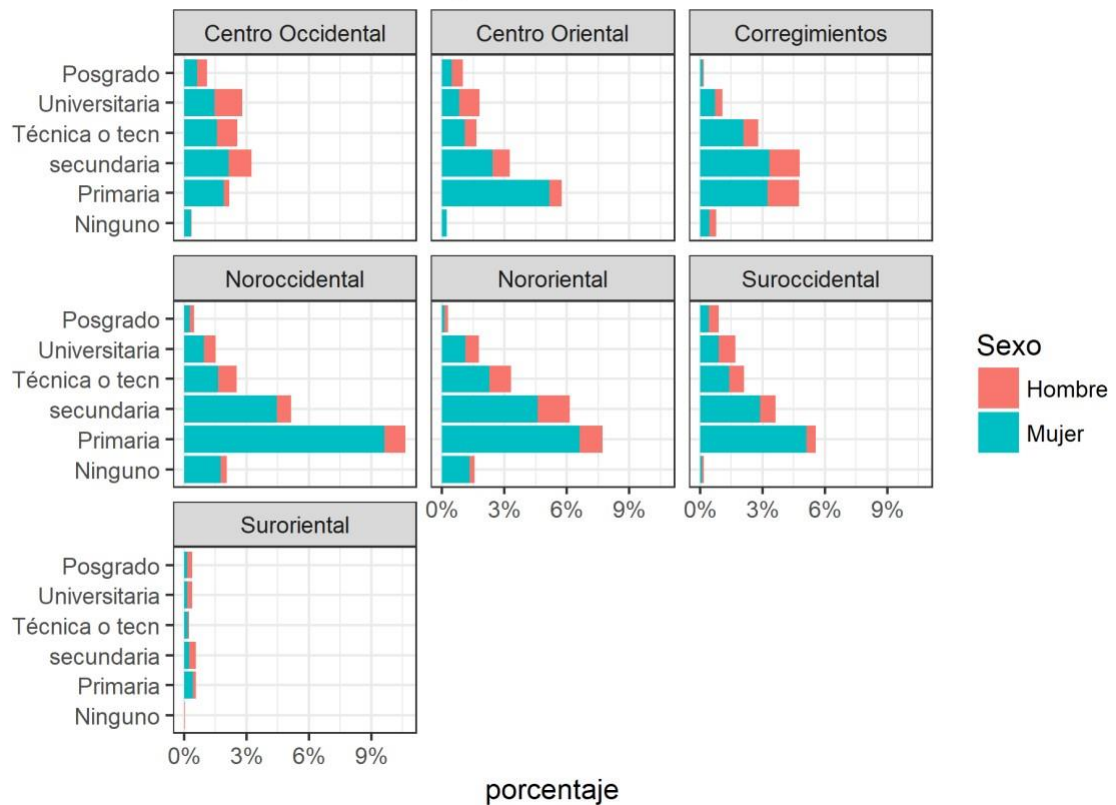 Centro Occidental
Centro Oriental
Corregimientos
Posgrado
Universitaria
Técnica o tecn
secundaria
Primaria
Ninguno
Noroccidental
Nororiental
Suroccidental
Posgrado
Universitaria
Técnica o tecn
secundaria
Primaria
Ninguno
0% 3% 6% 9%
0% 3% 6% 9%
Suroriental
Posgrado
Universitaria
Técnica o tecn
secundaria
Primaria
Ninguno
0% 3% 6% 9%
porcentaje
Sexo
Hombre
Mujer